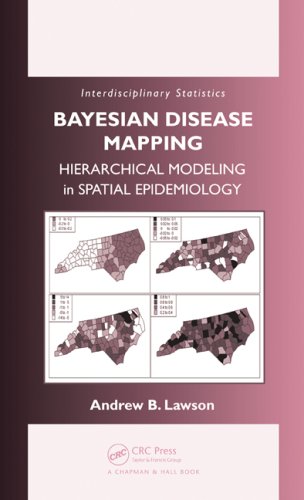 Interdisciplinary Statistics
BAYESIAN DISEASE
MAPPING
HIERARCHICAL MODELING
in SPATIAL EPIDEMIOLOGY
Andrew B. Lawson
CRC
CRC Press
Taylor & Francis Group
A CHAPMAN & HALL BOOK